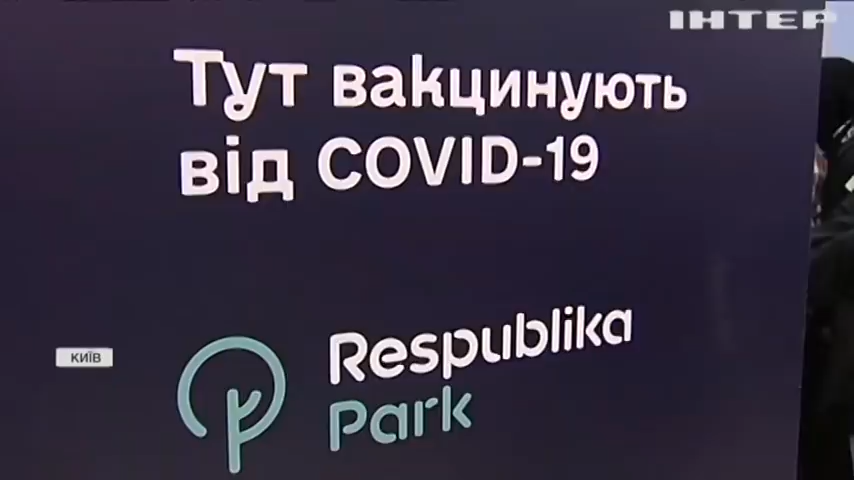 ІНТЕР
Тут вакцинують
від COVID-19
КИЇВ
Respublika
Park